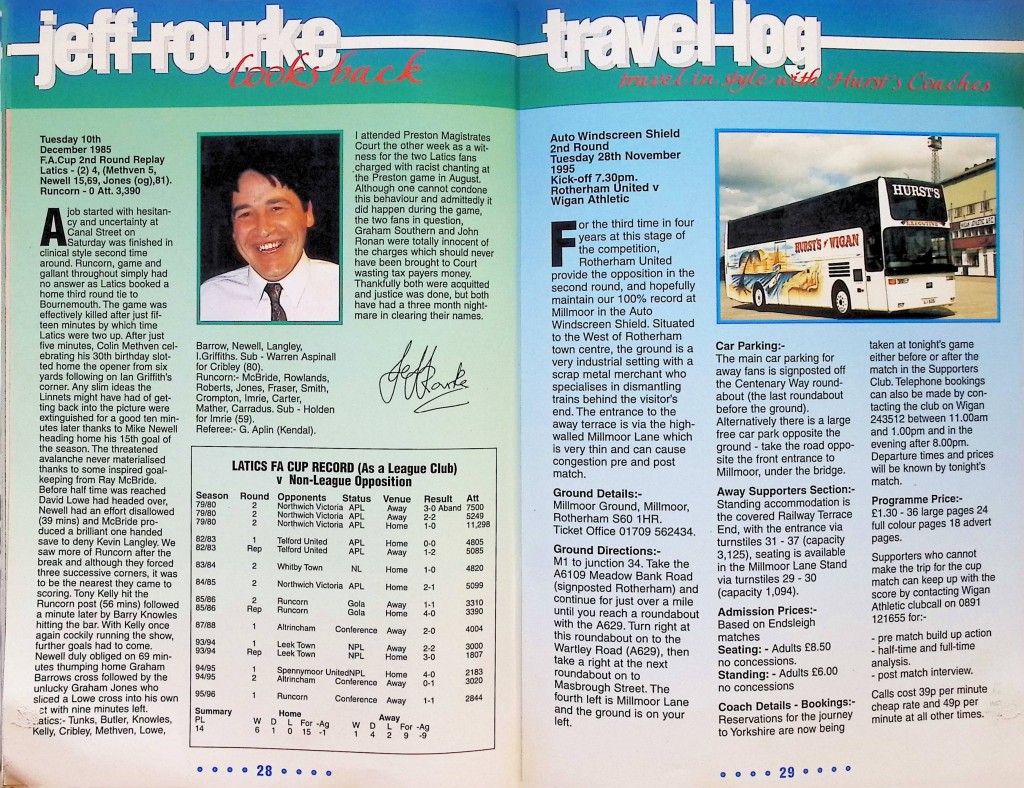 jeff rourke
looks back
Tuesday 10th
December 1985
F.A.Cup 2nd Round Replay
Latics - (2) 4, (Methven 5,
Newell 15,69, Jones (og),81).
Runcorn - 0 Att. 3,390
A job started with hesitan-
cy and uncertainty at
Canal Street on
Saturday was finished in
clinical style second time
around. Runcorn, game and
gallant throughout simply had
no answer as Latics booked a
home third round tie to
Bournemouth. The game was
effectively killed after just fif-
teen minutes by which time
Latics were two up. After just
five minutes, Colin Methven cel-
ebrating his 30th birthday slot-
ted home the opener from six
yards following on Ian Griffith's
corner. Any slim ideas the
Linnets might have had of get-
ting back into the picture were
extinguished for a good ten min-
utes later thanks to Mike Newell
heading home his 15th goal of
the season. The threatened
avalanche never materialised
thanks to some inspired goal-
keeping from Ray McBride.
Before half time was reached
David Lowe had headed over,
Newell had an effort disallowed
(39 mins) and McBride pro-
duced a brilliant one handed
save to deny Kevin Langley. We
saw more of Runcorn after the
break and although they forced
three successive corners, it was
to be the nearest they came to
scoring. Tony Kelly hit the
Runcorn post (56 mins) followed
a minute later by Barry Knowles
hitting the bar. With Kelly once
again cockily running the show,
further goals had to come.
Newell duly obliged on 69 min-
utes thumping home Graham
Barrows cross followed by the
unlucky Graham Jones who
sliced a Lowe cross into his own
ct with nine minutes left.
atics:- Tunks, Butler, Knowles,
Kelly, Cribley, Methven, Lowe,
Barrow, Newell, Langley,
I.Griffiths. Sub - Warren Aspinall
for Cribley (80).
Runcorn:- McBride, Rowlands,
Roberts, Jones, Fraser, Smith,
Crompton, Imrie, Carter,
Mather, Carradus. Sub - Holden
for Imrie (59).
Referee:- G. Aplin (Kendal).
I attended Preston Magistrates
Court the other week as a wit-
ness for the two Latics fans
charged with racist chanting at
the Preston game in August.
Although one cannot condone
this behaviour and admittedly it
did happen during the game,
the two fans in question,
Graham Southern and John
Ronan were totally innocent of
the charges which should never
have been brought to Court
wasting tax payers money.
Thankfully both were acquitted
and justice was done, but both
have had a three month night-
mare in clearing their names.
Jeff Rourke
LATICS FA CUP RECORD (As a League Club)
v Non-League Opposition
Season Round Opponents Status Venue Result Att
79/80 2 Northwich Victoria APL Away 3-0 Aband 7500
79/80 2 Northwich Victoria APL Away 2-2 5249
79/80 2 Northwich Victoria APL Home 1-0 11,298
82/83 1 Telford United APL Home 0-0 4805
82/83 Rep Telford United APL Away 1-2 5085
83/84 2 Whitby Town NL Home 1-0 4820
84/85 2 Northwich Victoria APL Home 2-1 5099
85/86 2 Runcorn Gola Away 1-1 3310
85/86 Rep Runcorn Gola Home 4-0 3390
87/88 1 Altrincham Conference Away 2-0 4004
93/94 1 Leek Town NPL Away 2-2 3000
93/94 Rep Leek Town NPL Home 3-0 1807
94/95 1 Spennymoor UnitedNPL Home 4-0 2183
94/95 2 Altrincham Conference Away 0-1 3020
95/96 1 Runcorn Conference Away 1-1 2844
Summary Home Away
PL W D L For -Ag W D L For -Ag
14 6 1 0 15 -1 1 4 2 9 -9
28
travel log
travel in style with Hurst's Coaches
Auto Windscreen Shield
2nd Round
Tuesday 28th November
1995
Kick-off 7.30pm.
Rotherham United v
Wigan Athletic
For the third time in four
years at this stage of
the competition,
Rotherham United
provide the opposition in the
second round, and hopefully
maintain our 100% record at
Millmoor in the Auto
Windscreen Shield. Situated
to the West of Rotherham
town centre, the ground is a
very industrial setting with a
scrap metal merchant who
specialises in dismantling
trains behind the visitor's
end. The entrance to the
away terrace is via the high-
walled Millmoor Lane which
is very thin and can cause
congestion pre and post
match.
Ground Details:-
Millmoor Ground, Millmoor,
Rotherham S60 1HR.
Ticket Office 01709 562434.
Ground Directions:-
M1 to junction 34. Take the
A6109 Meadow Bank Road
(signposted Rotherham) and
continue for just over a mile
until you reach a roundabout
with the A629. Turn right at
this roundabout on to the
Wartley Road (A629), then
take a right at the next
roundabout on to
Masbrough Street. The
fourth left is Millmoor Lane
and the ground is on your
left.
HURST'S
EXECUTIVE
HURST'S of WIGAN
Car Parking:-
The main car parking for
away fans is signposted off
the Centenary Way round-
about (the last roundabout
before the ground).
Alternatively there is a large
free car park opposite the
ground - take the road oppo-
site the front entrance to
Millmoor, under the bridge.
Away Supporters Section:-
Standing accommodation is
the covered Railway Terrace
End, with the entrance via
turnstiles 31 - 37 (capacity
3,125), seating is available
in the Millmoor Lane Stand
via turnstiles 29 - 30
(capacity 1,094).
Admission Prices:-
Based on Endsleigh
matches
Seating: - Adults £8.50
no concessions.
Standing: - Adults £6.00
no concessions
Coach Details - Bookings:-
Reservations for the journey
to Yorkshire are now being
taken at tonight's game
either before or after the
match in the Supporters
Club. Telephone bookings
can also be made by con-
tacting the club on Wigan
243512 between 11.00am
and 1.00pm and in the
evening after 8.00pm.
Departure times and prices
will be known by tonight's
match.
Programme Price:-
£1.30 - 36 large pages 24
full colour pages 18 advert
pages.
Supporters who cannot
make the trip for the cup
match can keep up with the
score by contacting Wigan
Athletic clubcall on 0891
121655 for:-
- pre match build up action
- half-time and full-time
analysis.
- post match interview.
Calls cost 39p per minute
cheap rate and 49p per
minute at all other times.
29